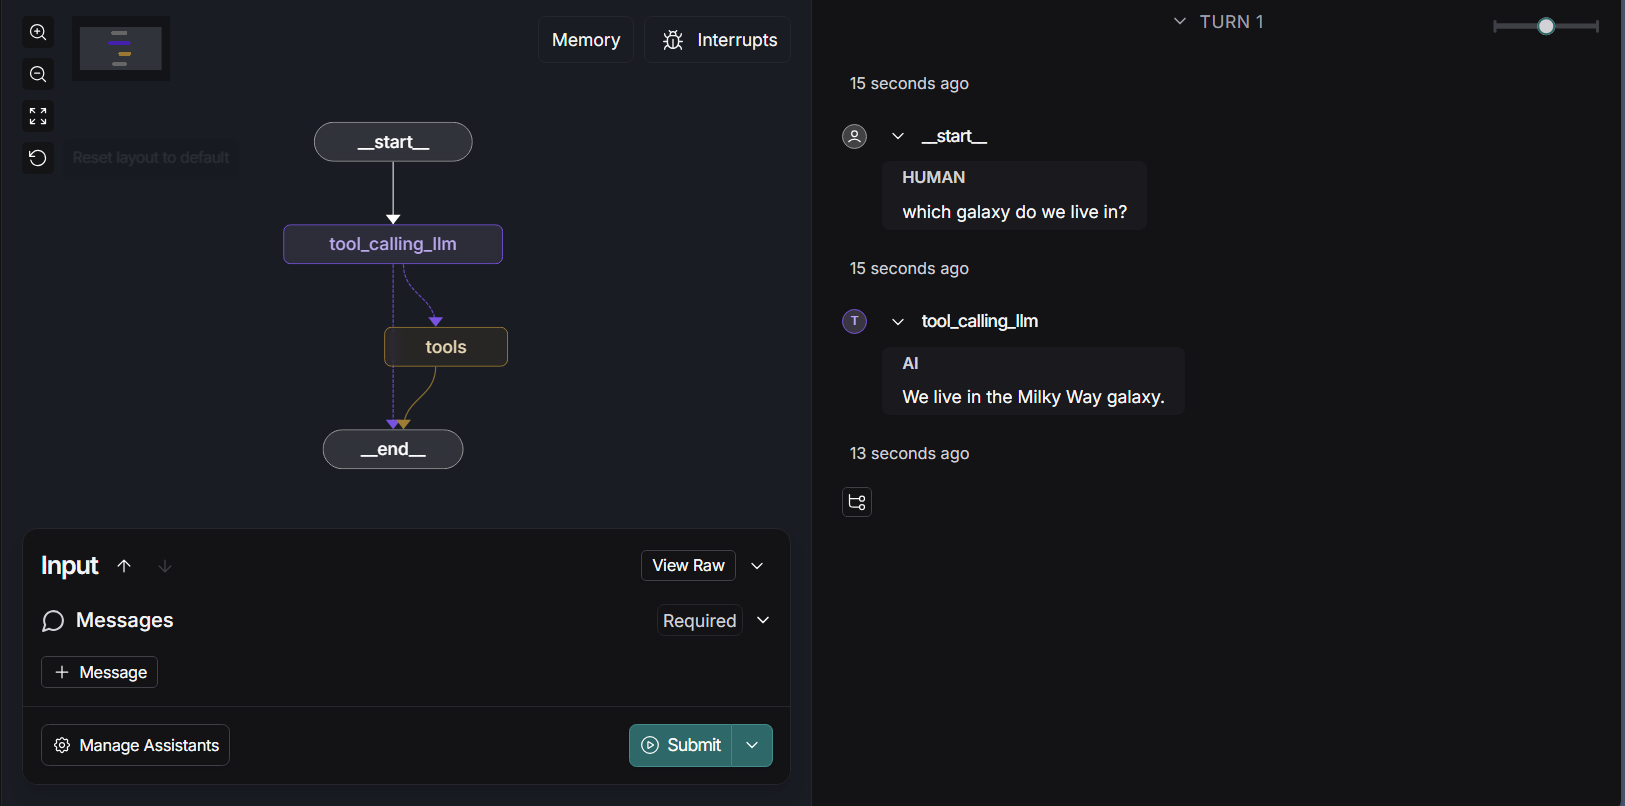 Memory
Interrupts
Reset layout to default
__start__
tool_calling_llm
tools
__end__
Input
View Raw
Messages
Required
+ Message
Manage Assistants
Submit
TURN 1
15 seconds ago
__start__
HUMAN
which galaxy do we live in?
15 seconds ago
T
tool_calling_llm
AI
We live in the Milky Way galaxy.
13 seconds ago